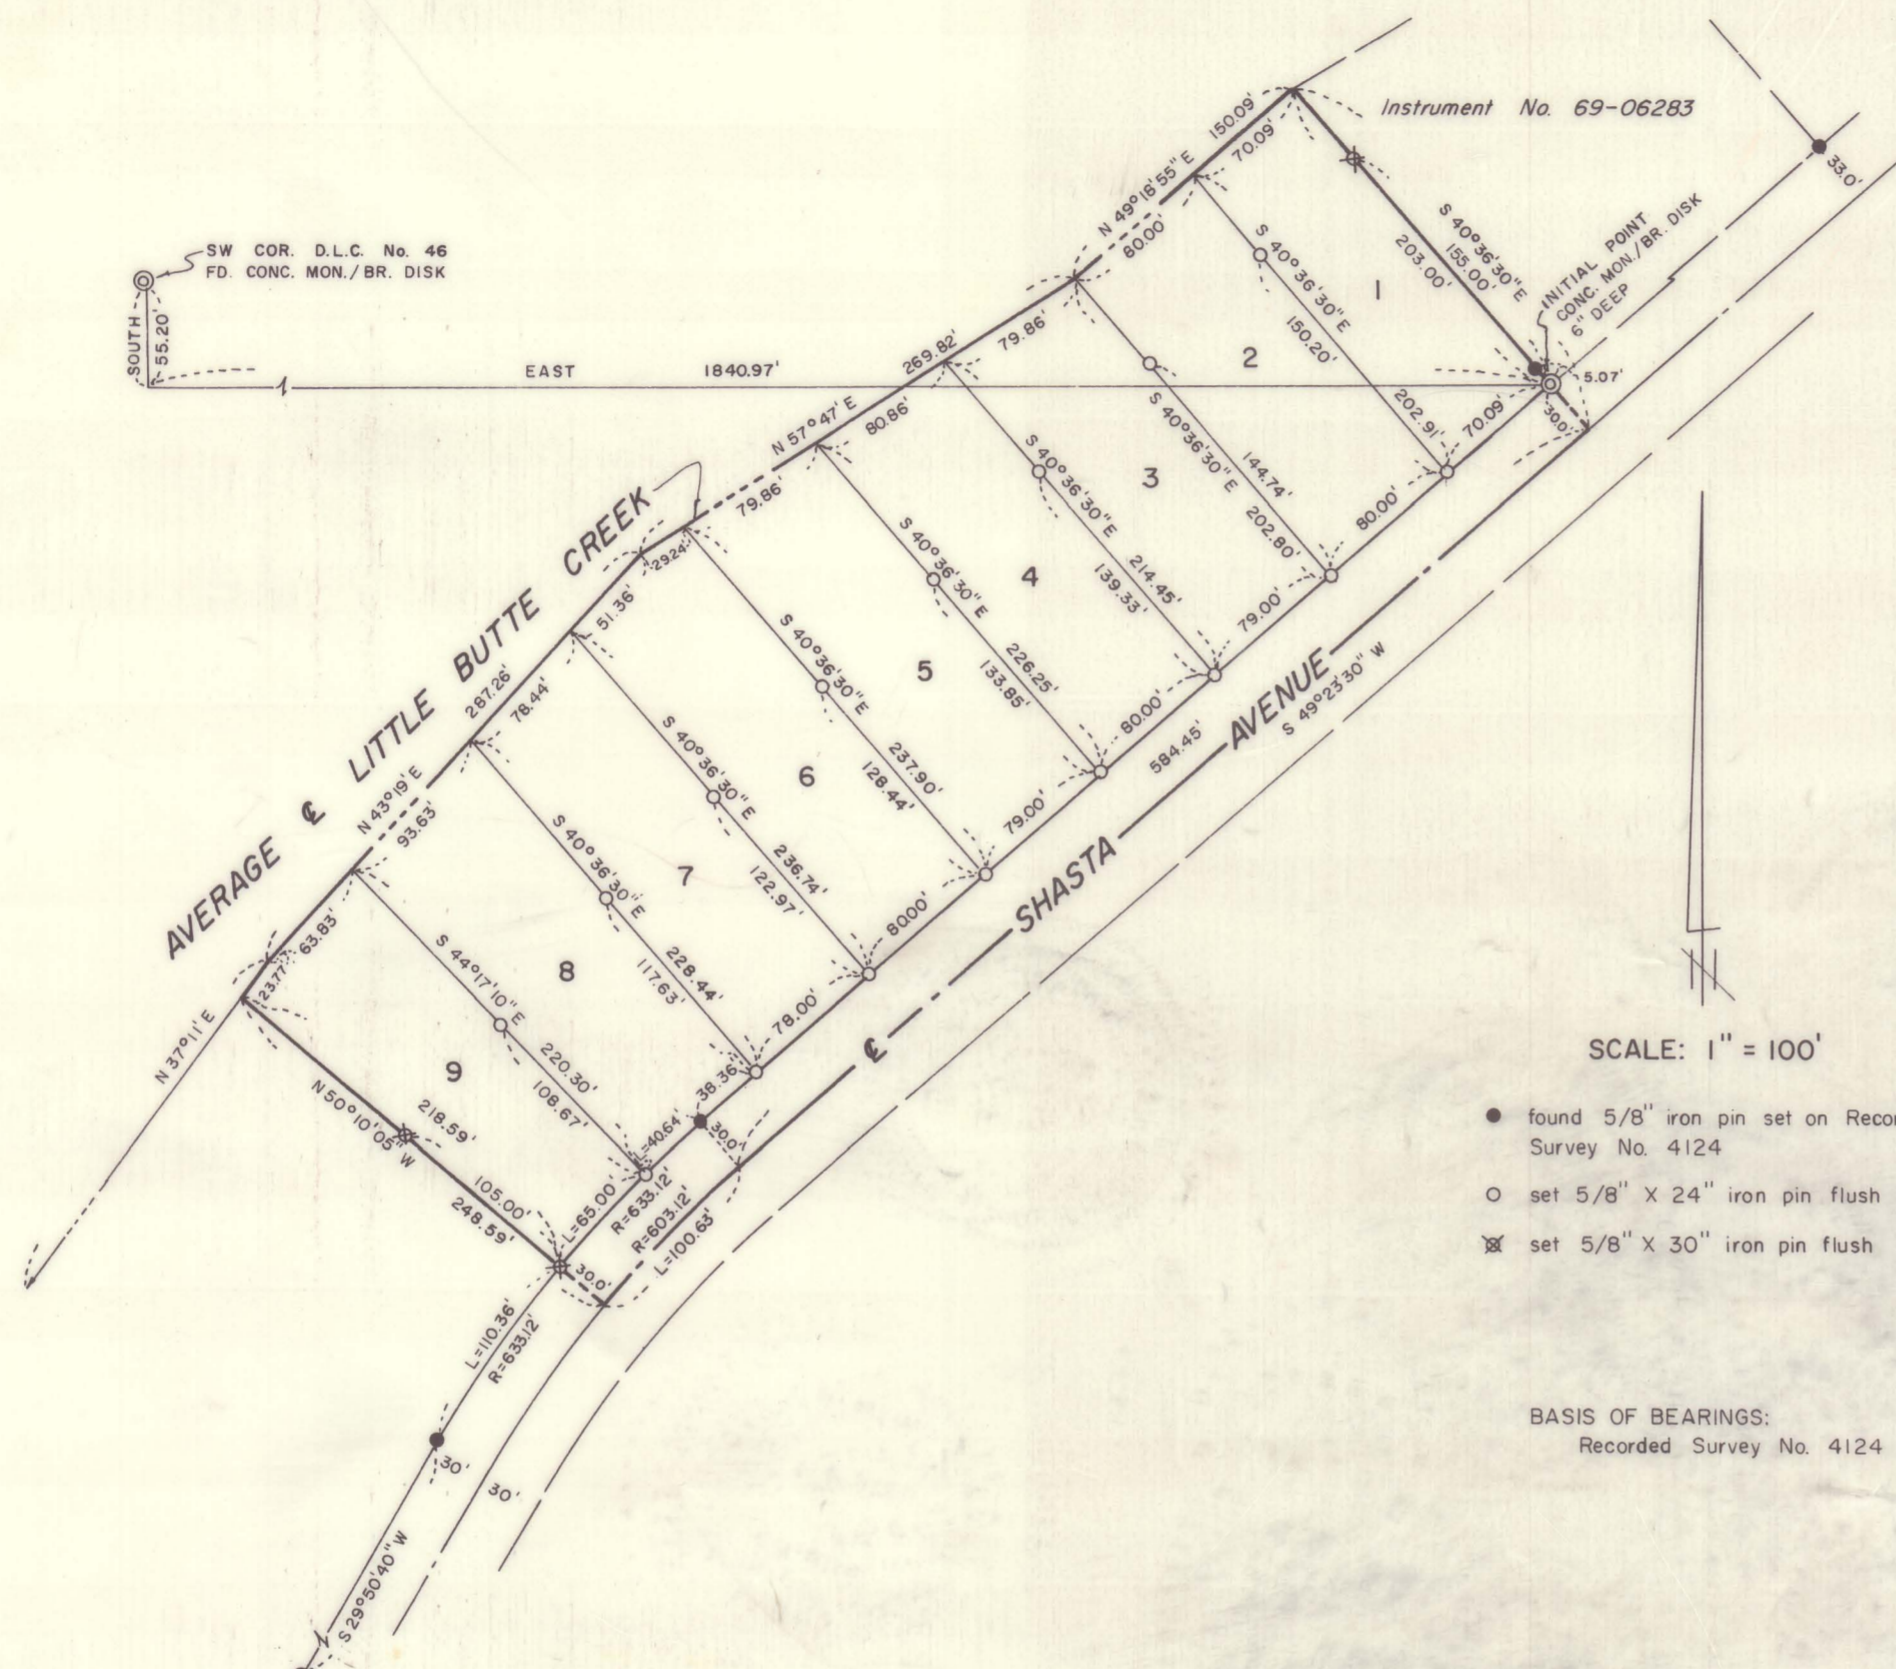 Instrument No. 69-06283
SW COR. D.L.C. No. 46
FD. CONC. MON./BR. DISK
SOUTH
55.20'
EAST 1840.97'
150.09'
70.09'
N 49°18'55" E
80.00'
33.0'
S 40°36'30"E
155.00'
203.00'
INITIAL POINT
CONC. MON./BR. DISK
6" DEEP
5.07'
30.0'
1
S 40°36'30"E
150.20'
202.91'
70.09'
2
S 40°36'30"E
144.74'
202.80'
80.00'
269.82'
79.86'
N 57°47' E
80.86'
3
S 40°36'30"E
214.45'
139.33'
79.00'
79.86'
4
S 40°36'30"E
226.25'
133.85'
80.00'
29.24'
5
S 40°36'30"E
237.90'
128.44'
79.00'
51.36'
6
S 40°36'30"E
236.74'
122.97'
80.00'
287.26'
78.44'
7
S 40°36'30"E
228.44'
117.63'
78.00'
N 43°19' E
93.63'
8
S 44°17'10"E
220.30'
108.67'
38.36'
L=40.64'
30.0'
63.83'
23.77'
9
N 37°11' E
N 50°10'05" W
218.59'
105.00'
248.59'
L=65.00'
R=633.12'
R=603.12'
L=100.63'
30.0'
AVERAGE ℄ LITTLE BUTTE CREEK
℄ SHASTA AVENUE
584.45'
S 49°23'30" W
L=110.36'
R=633.12'
30'
30'
S 29°50'40" W
SCALE: 1" = 100'
found 5/8" iron pin set on
Survey No. 4124
set 5/8" X 24" iron pin flush
set 5/8" X 30" iron pin flush
BASIS OF BEARINGS:
Recorded Survey No. 4124